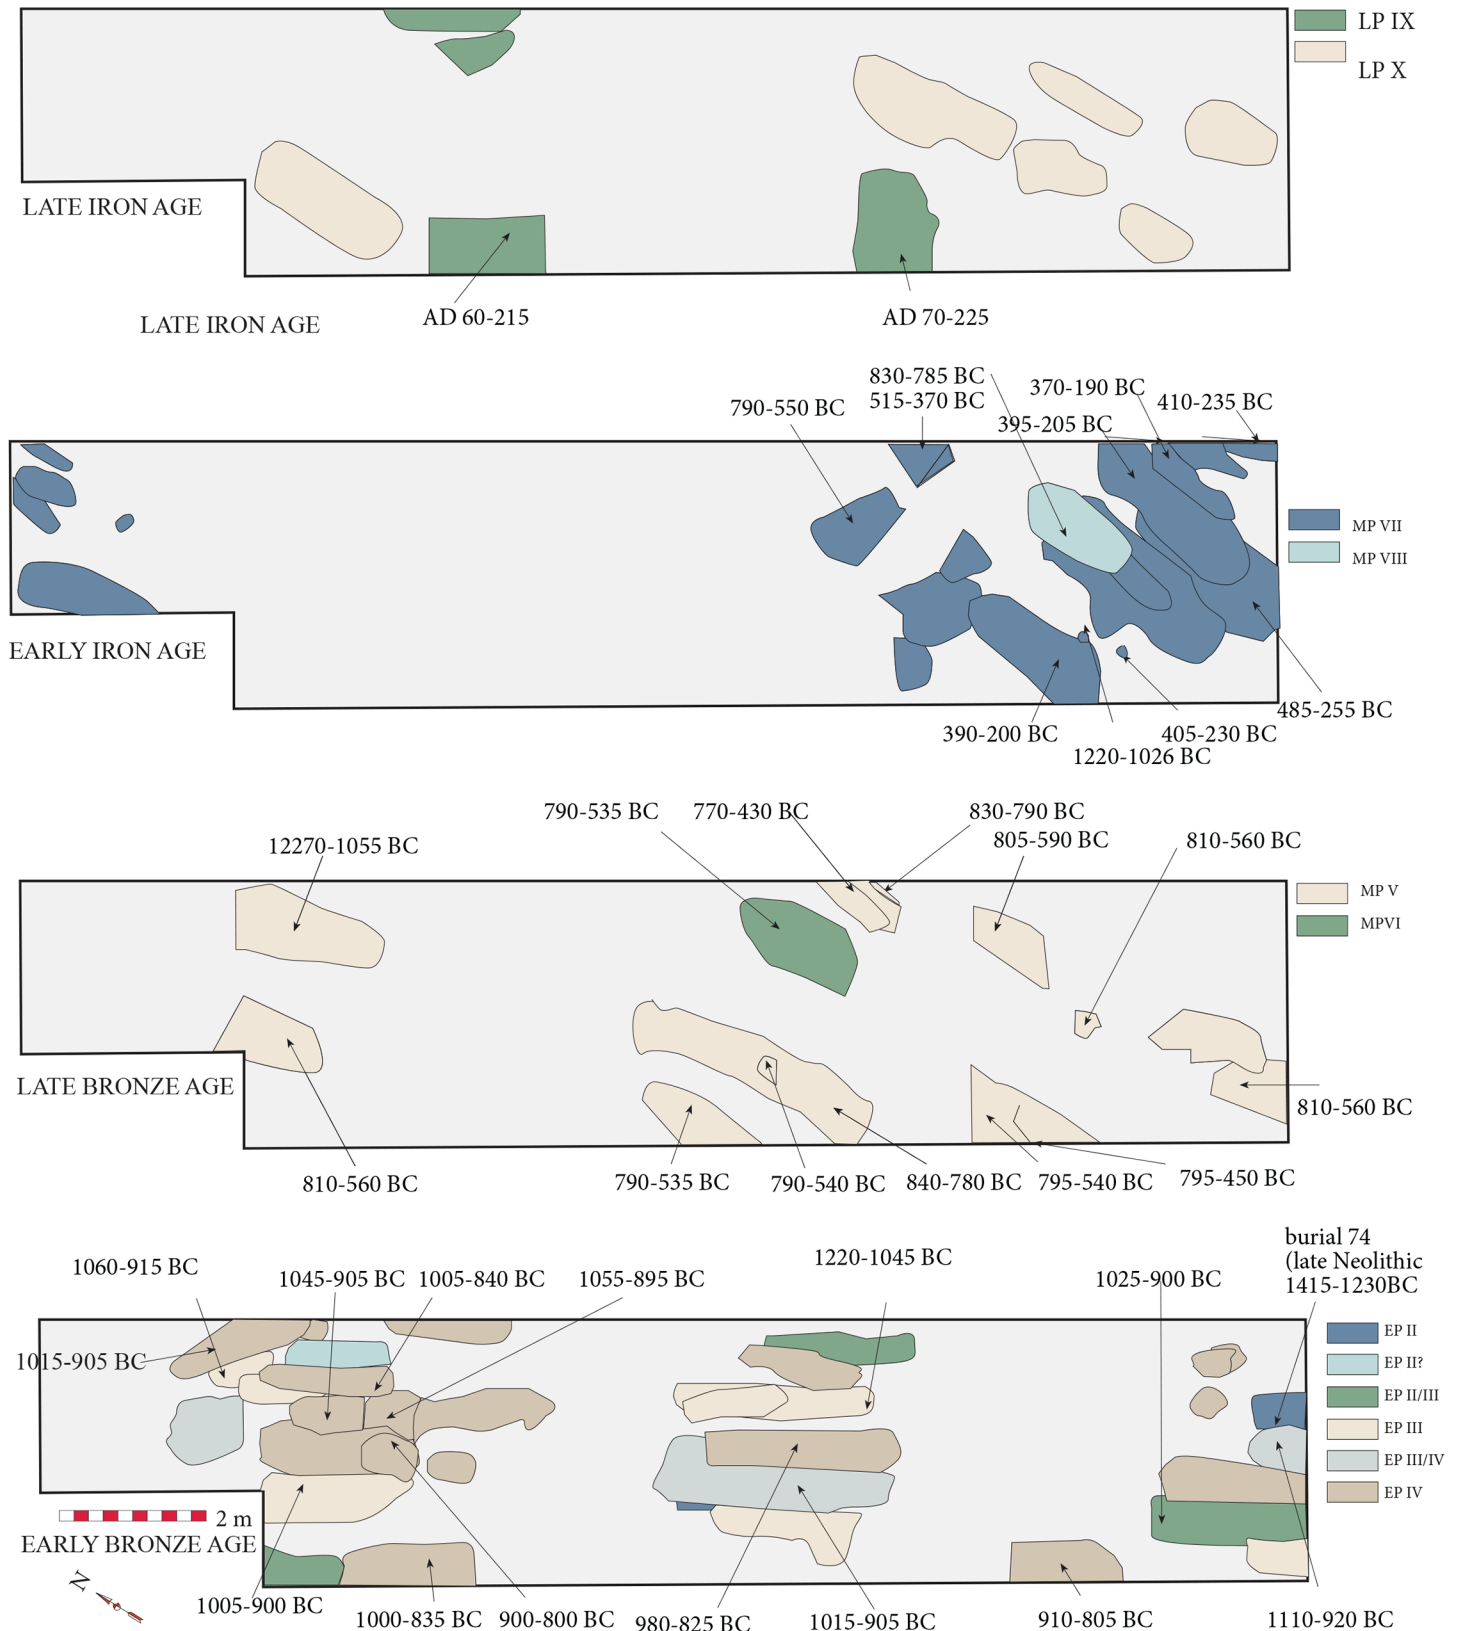 LP IX
LP X
LATE IRON AGE
AD 60-215
AD 70-225
LATE IRON AGE
830-785 BC
370-190 BC
790-550 BC
515-370 BC
410-235 BC
395-205 BC
MP VII
MP VIII
EARLY IRON AGE
485-255 BC
390-200 BC
405-230 BC
1220-1026 BC
790-535 BC
770-430 BC
830-790 BC
12270-1055 BC
805-590 BC
810-560 BC
MP V
MPVI
LATE BRONZE AGE
810-560 BC
810-560 BC
790-535 BC
790-540 BC
840-780 BC
795-540 BC
795-450 BC
burial 74
(late Neolithic
1415-1230BC
1060-915 BC
1045-905 BC
1005-840 BC
1055-895 BC
1220-1045 BC
1025-900 BC
1015-905 BC
EP II
EP II?
EP II/III
EP III
EP III/IV
EP IV
2 m
EARLY BRONZE AGE
N
1005-900 BC
1000-835 BC
900-800 BC
980-825 BC
1015-905 BC
910-805 BC
1110-920 BC